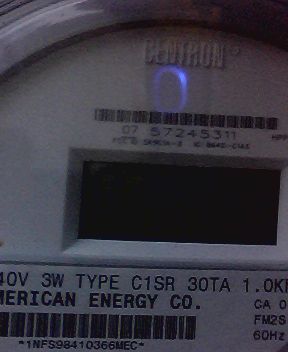 CENTRON®
07 57245311
40V 3W TYPE C1SR 30TA 1.0K
MERICAN ENERGY CO. CA 0
FM2S
60Hz
*1NFS98410366MEC*